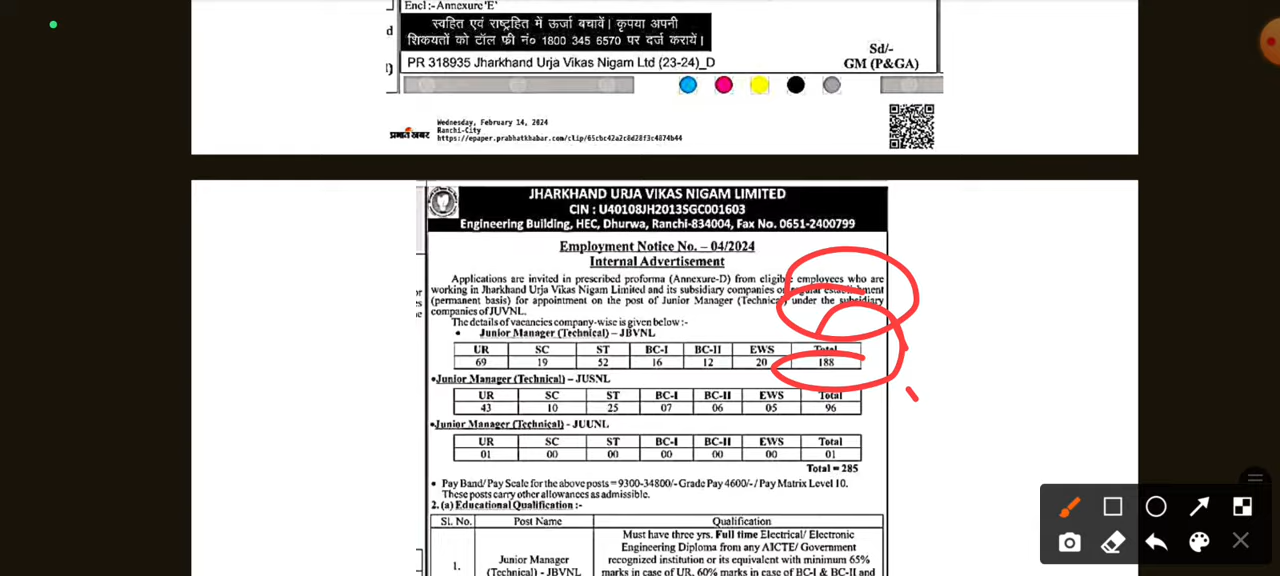 Encl:-Annexure 'E'
d
स्वहित एवं राष्ट्रहित में ऊर्जा बचावें। कृपया अपनी
शिकायतों को टॉल फ्री नं० 1800 345 6570 पर दर्ज करायें।
Sd/-
GM (P&GA)
PR 318935 Jharkhand Urja Vikas Nigam Ltd (23-24)_D
Wednesday, February 14, 2024
Ranchi-City
प्रभात खबर
https://epaper.prabhatkhabar.com/clip/65cbc42a2c8d28f3c4874b44
JHARKHAND URJA VIKAS NIGAM LIMITED
CIN : U40108JH2013SGC001603
Engineering Building, HEC, Dhurwa, Ranchi-834004, Fax No. 0651-2400799
Employment Notice No. – 04/2024
Internal Advertisement
Applications are invited in prescribed proforma (Annexure-D) from eligible employees who are
working in Jharkhand Urja Vikas Nigam Limited and its subsidiary companies on regular establishment
(permanent basis) for appointment on the post of Junior Manager (Technical) under the subsidiary
companies of JUVNL.
The details of vacancies company-wise is given below :-
• Junior Manager (Technical) – JBVNL
UR SC ST BC-I BC-II EWS Total
69 19 52 16 12 20 188
•Junior Manager (Technical) – JUSNL
UR SC ST BC-I BC-II EWS Total
43 10 25 07 06 05 96
•Junior Manager (Technical) - JUUNL
UR SC ST BC-I BC-II EWS Total
01 00 00 00 00 00 01
Total = 285
• Pay Band/ Pay Scale for the above posts = 9300-34800/- Grade Pay 4600/- / Pay Matrix Level 10.
These posts carry other allowances as admissible.
2. (a) Educational Qualification :-
Sl. No. Post Name Qualification
Must have three yrs. Full time Electrical/ Electronic
Engineering Diploma from any AICTE/ Government
recognized institution or its equivalent with minimum 65%
1. Junior Manager
(Technical) - JBVNL
marks in case of UR, 60% marks in case of BC-I & BC-II and